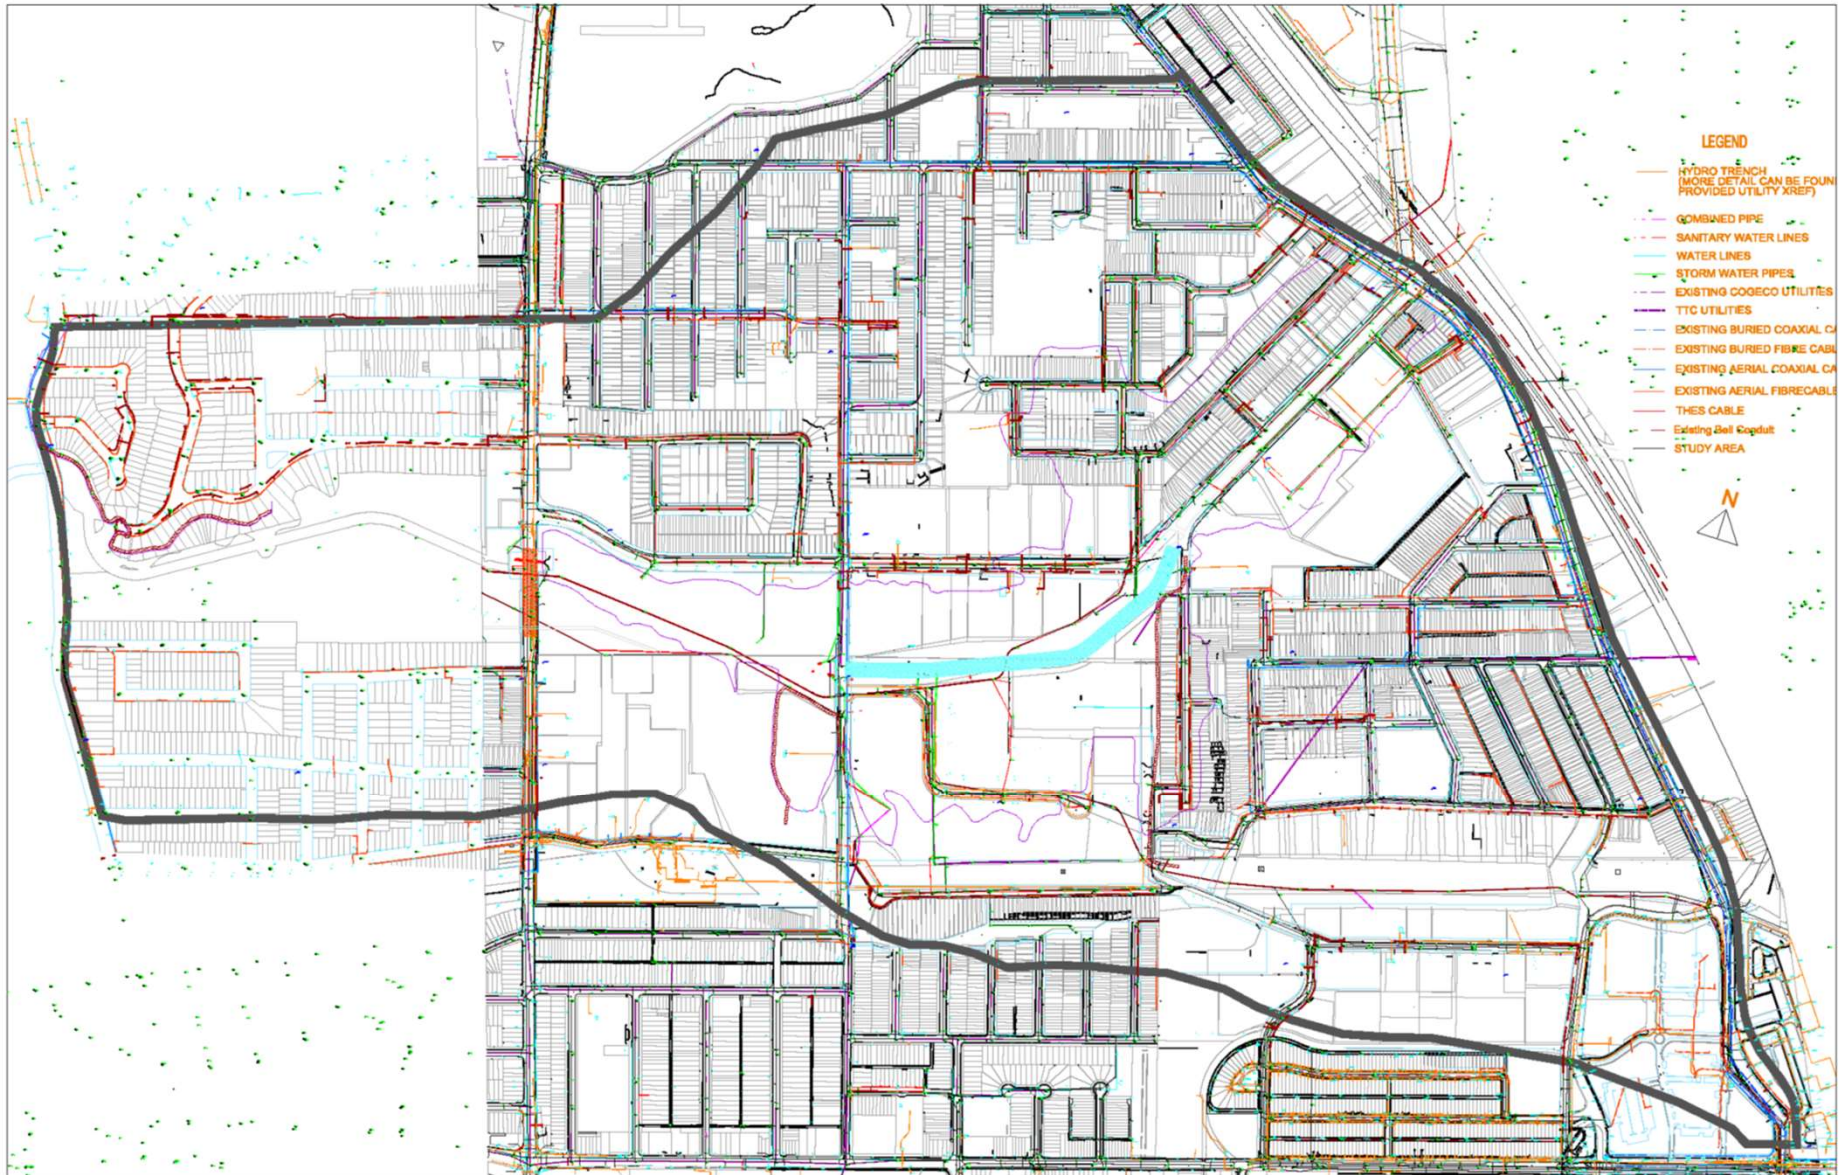 LEGEND
HYDRO TRENCH
(MORE DETAIL CAN BE FOUN
PROVIDED UTILITY XREF)
COMBINED PIPE
SANITARY WATER LINES
WATER LINES
STORM WATER PIPES
EXISTING COGECO UTILITIES
TTC UTILITIES
EXISTING BURIED COAXIAL CA
EXISTING BURIED FIBRE CABL
EXISTING AERIAL COAXIAL CA
EXISTING AERIAL FIBRECABLE
THES CABLE
Existing Bell Conduit
STUDY AREA
N